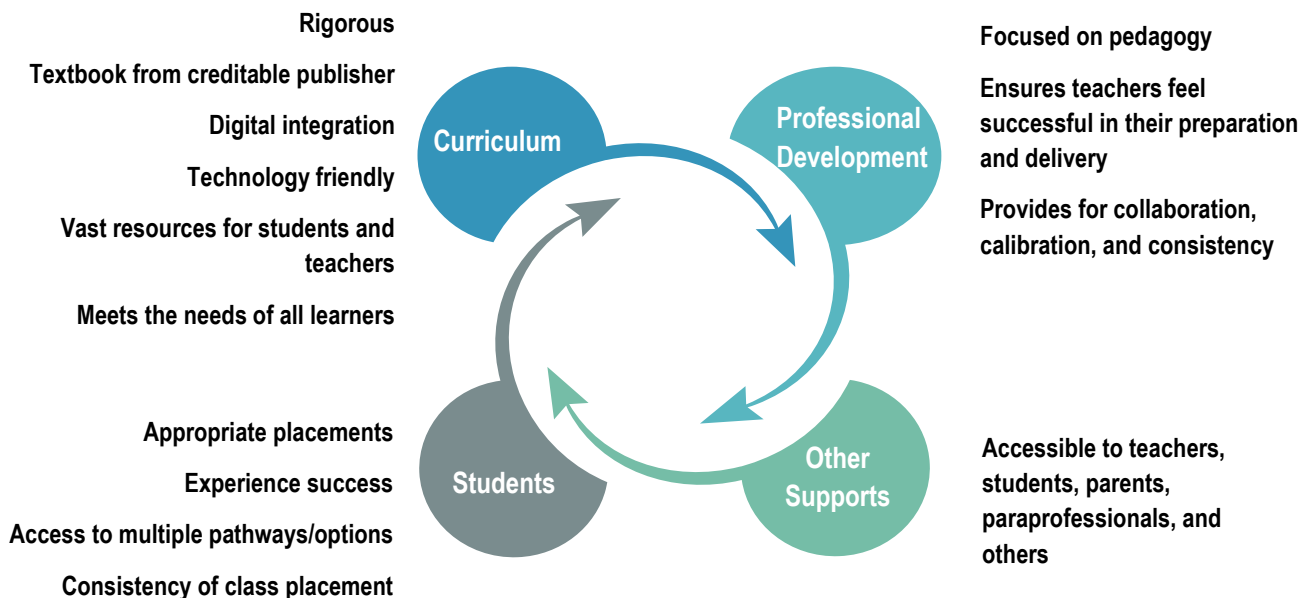 Rigorous
Textbook from creditable publisher
Digital integration
Technology friendly
Vast resources for students and
teachers
Meets the needs of all learners
Curriculum
Professional
Development
Focused on pedagogy
Ensures teachers feel
successful in their preparation
and delivery
Provides for collaboration,
calibration, and consistency
Appropriate placements
Experience success
Access to multiple pathways/options
Consistency of class placement
Students
Other
Supports
Accessible to teachers,
students, parents,
paraprofessionals, and
others